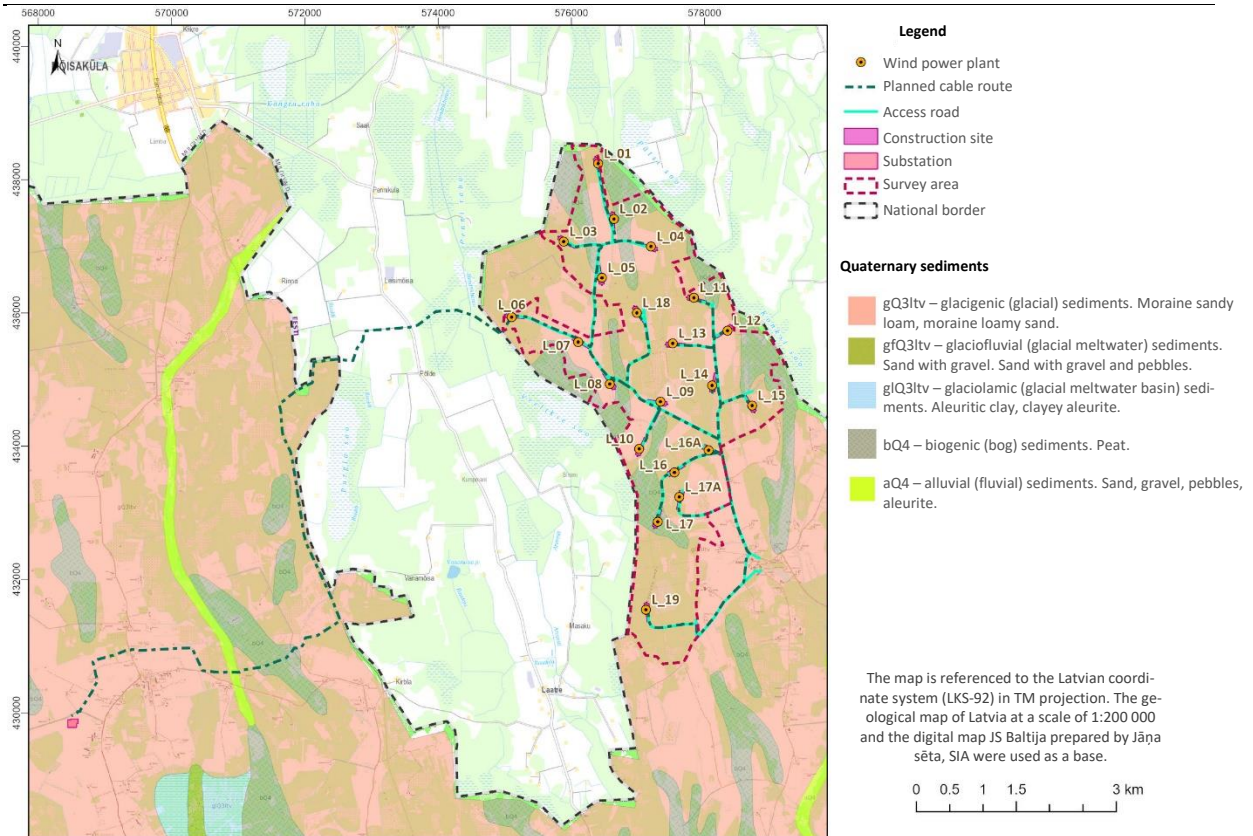 568000
570000
572000
574000
576000
578000
440000
438000
436000
434000
432000
430000
N
Legend
Wind power plant
Planned cable route
Access road
Construction site
Substation
Survey area
National border
Quaternary sediments
gQ3ltv – glacigenic (glacial) sediments. Moraine sandy
loam, moraine loamy sand.
gfQ3ltv – glaciofluvial (glacial meltwater) sediments.
Sand with gravel. Sand with gravel and pebbles.
glQ3ltv – glaciolamic (glacial meltwater basin) sedi-
ments. Aleuritic clay, clayey aleurite.
bQ4 – biogenic (bog) sediments. Peat.
aQ4 – alluvial (fluvial) sediments. Sand, gravel, pebbles,
aleurite.
The map is referenced to the Latvian coordi-
nate system (LKS-92) in TM projection. The ge-
ological map of Latvia at a scale of 1:200 000
and the digital map JS Baltija prepared by Jāņa
sēta, SIA were used as a base.
0 0.5 1 1.5 2 3 km
L_01
L_02
L_03
L_04
L_05
L_06
L_18
L_11
L_12
L_13
L_07
L_08
L_14
L_09
L_15
L_10
L_16A
L_16
L_17A
L_17
L_19
Laatre
Kirtila
Masaku
Pöide